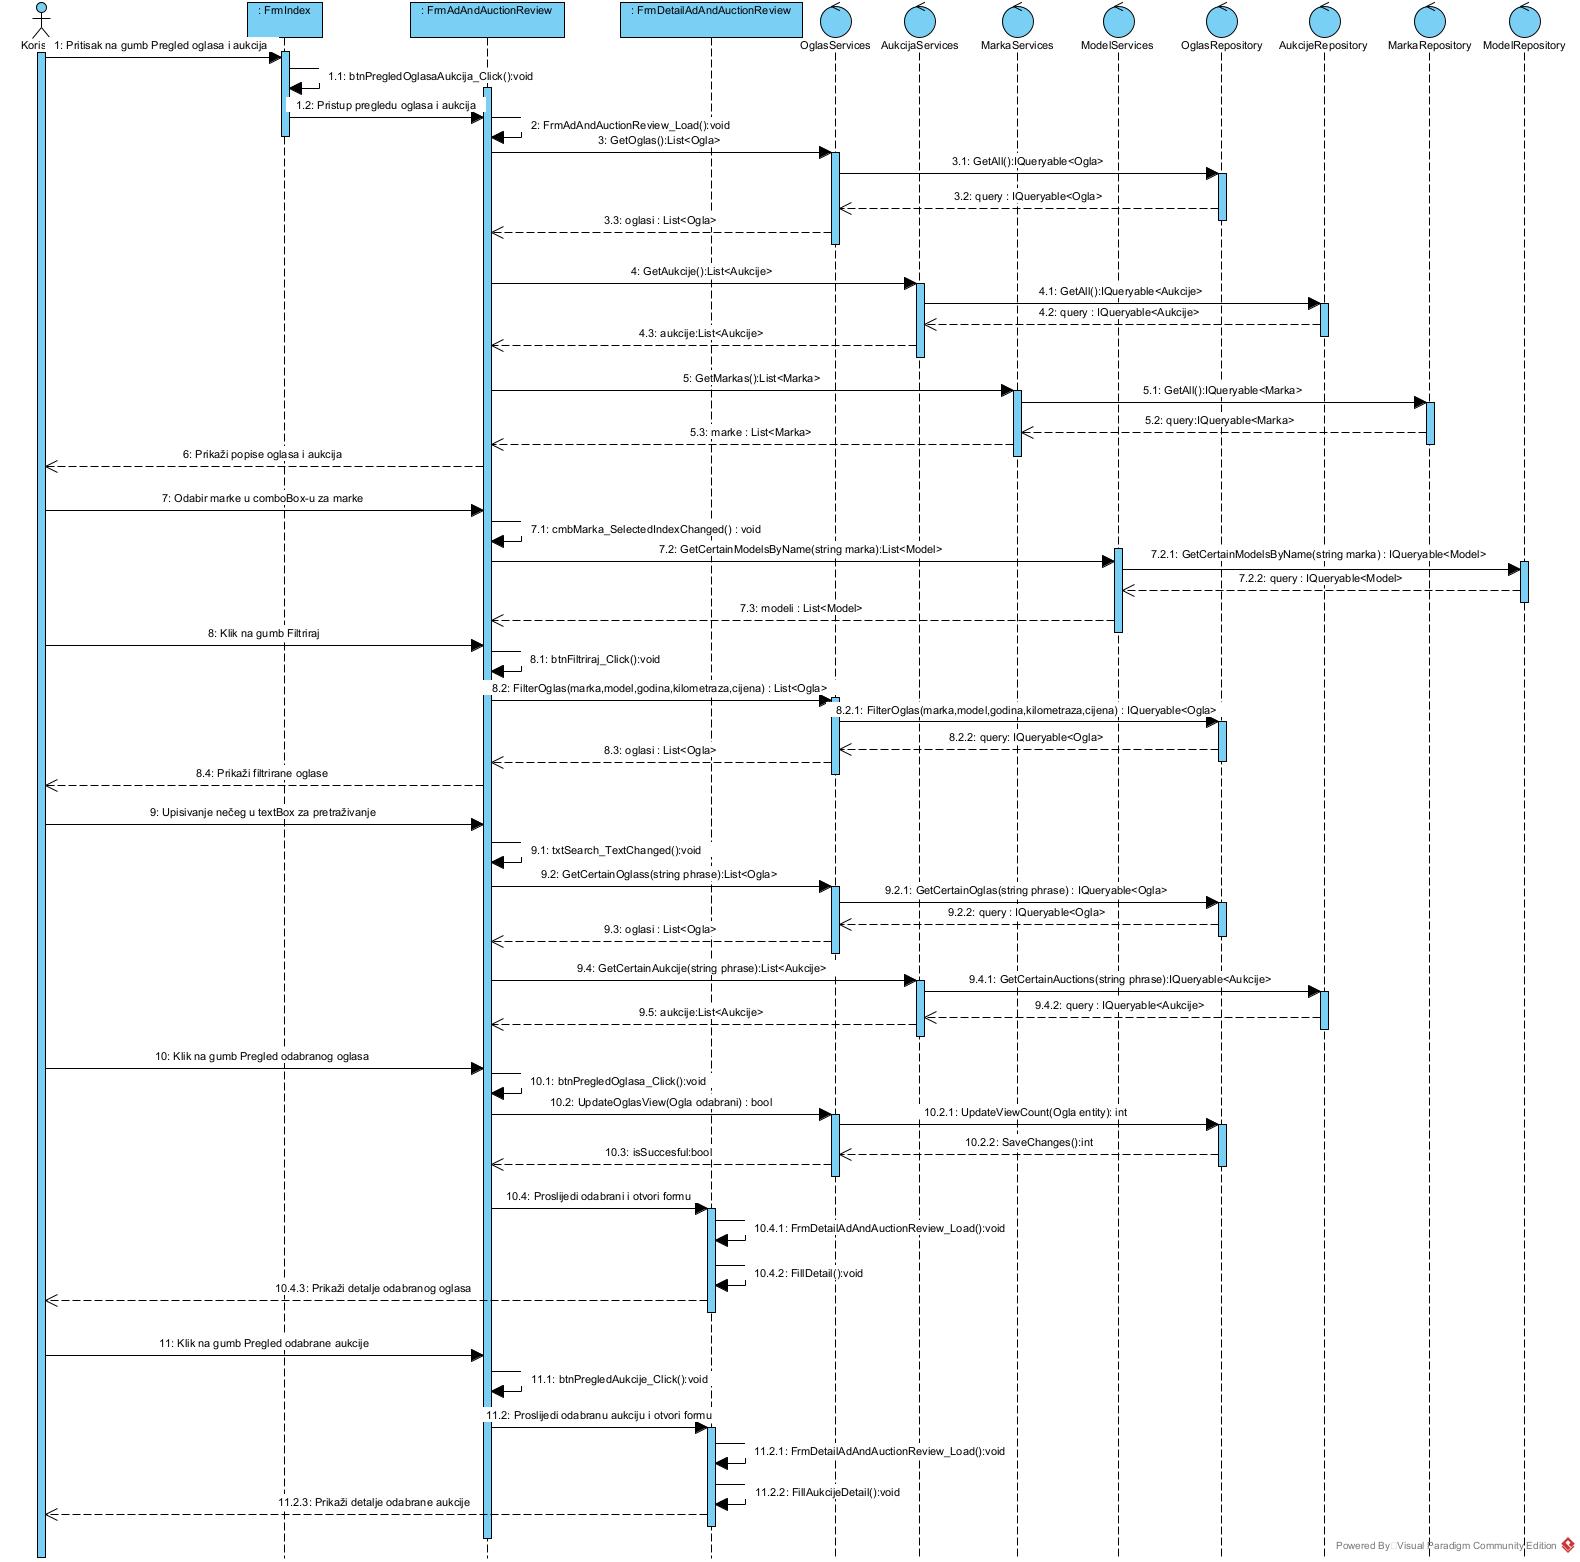 : FrmIndex
: FrmAdAndAuctionReview
: FrmDetailAdAndAuctionReview
Koris
OglasServices
AukcijaServices
MarkaServices
ModelServices
OglasRepository
AukcijeRepository
MarkaRepository
ModelRepository
1: Pritisak na gumb Pregled oglasa i aukcija
1.1: btnPregledOglasaAukcija_Click():void
1.2: Pristup pregledu oglasa i aukcija
2: FrmAdAndAuctionReview_Load():void
3: GetOglas():List<Ogla>
3.1: GetAll():IQueryable<Ogla>
3.2: query : IQueryable<Ogla>
3.3: oglasi : List<Ogla>
4: GetAukcije():List<Aukcije>
4.1: GetAll():IQueryable<Aukcije>
4.2: query : IQueryable<Aukcije>
4.3: aukcije:List<Aukcije>
5: GetMarkas():List<Marka>
5.1: GetAll():IQueryable<Marka>
5.2: query:IQueryable<Marka>
5.3: marke : List<Marka>
6: Prikaži popise oglasa i aukcija
7: Odabir marke u comboBox-u za marke
7.1: cmbMarka_SelectedIndexChanged() : void
7.2: GetCertainModelsByName(string marka):List<Model>
7.2.1: GetCertainModelsByName(string marka) : IQueryable<Model>
7.2.2: query : IQueryable<Model>
7.3: modeli : List<Model>
8: Klik na gumb Filtriraj
8.1: btnFiltriraj_Click():void
8.2: FilterOglas(marka,model,godina,kilometraza,cijena) : List<Ogla>
8.2.1: FilterOglas(marka,model,godina,kilometraza,cijena) : IQueryable<Ogla>
8.2.2: query: IQueryable<Ogla>
8.3: oglasi : List<Ogla>
8.4: Prikaži filtrirane oglase
9: Upisivanje nečeg u textBox za pretraživanje
9.1: txtSearch_TextChanged():void
9.2: GetCertainOglass(string phrase):List<Ogla>
9.2.1: GetCertainOglas(string phrase) : IQueryable<Ogla>
9.2.2: query : IQueryable<Ogla>
9.3: oglasi : List<Ogla>
9.4: GetCertainAukcije(string phrase):List<Aukcije>
9.4.1: GetCertainAuctions(string phrase):IQueryable<Aukcije>
9.4.2: query : IQueryable<Aukcije>
9.5: aukcije:List<Aukcije>
10: Klik na gumb Pregled odabranog oglasa
10.1: btnPregledOglasa_Click():void
10.2: UpdateOglasView(Ogla odabrani) : bool
10.2.1: UpdateViewCount(Ogla entity): int
10.2.2: SaveChanges():int
10.3: isSuccesful:bool
10.4: Proslijedi odabrani i otvori formu
10.4.1: FrmDetailAdAndAuctionReview_Load():void
10.4.2: FillDetail():void
10.4.3: Prikaži detalje odabranog oglasa
11: Klik na gumb Pregled odabrane aukcije
11.1: btnPregledAukcije_Click():void
11.2: Proslijedi odabranu aukciju i otvori formu
11.2.1: FrmDetailAdAndAuctionReview_Load():void
11.2.2: FillAukcijeDetail():void
11.2.3: Prikaži detalje odabrane aukcije
Powered By Visual Paradigm Community Edition